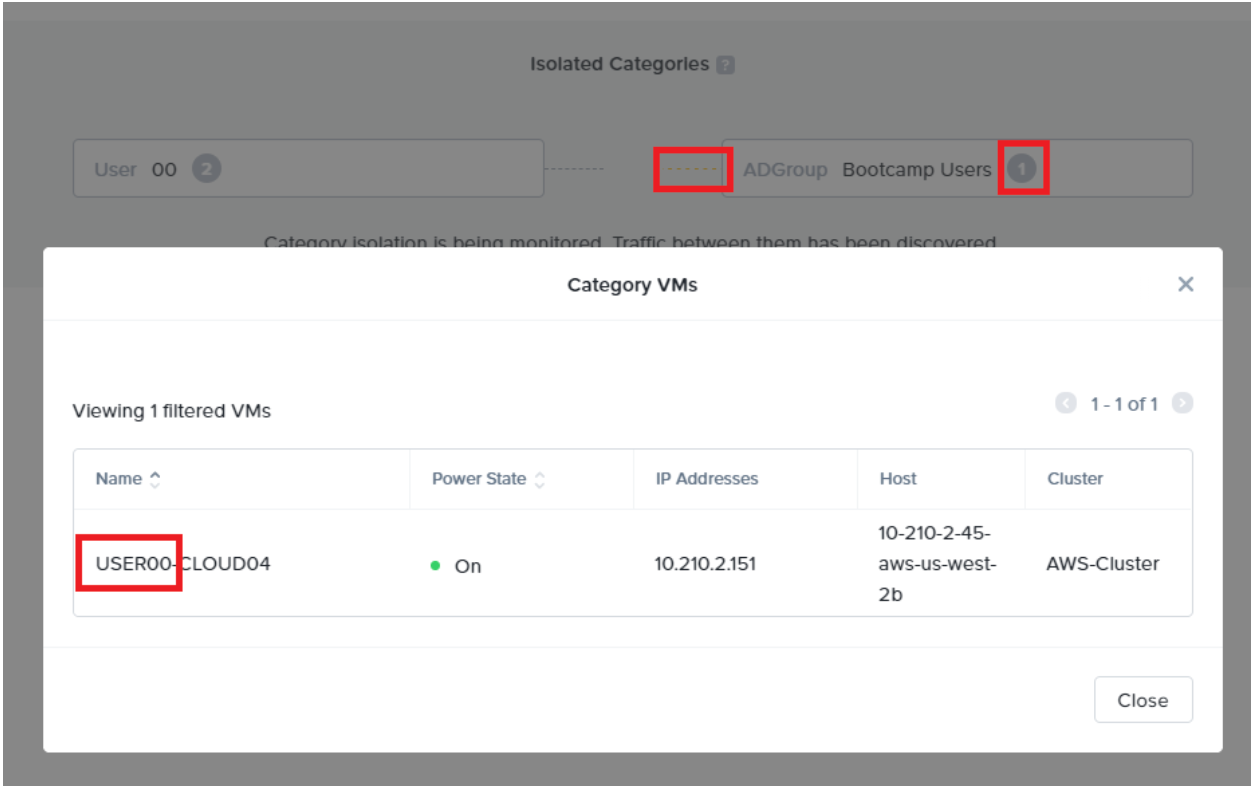 Isolated Categories ?
User 00 2
ADGroup Bootcamp Users 1
Category isolation is being monitored. Traffic between them has been discovered.
Category VMs
Viewing 1 filtered VMs
1 - 1 of 1
Name Power State IP Addresses Host Cluster
USER00-CLOUD04 On 10.210.2.151 10-210-2-45-
aws-us-west-
2b AWS-Cluster
Close